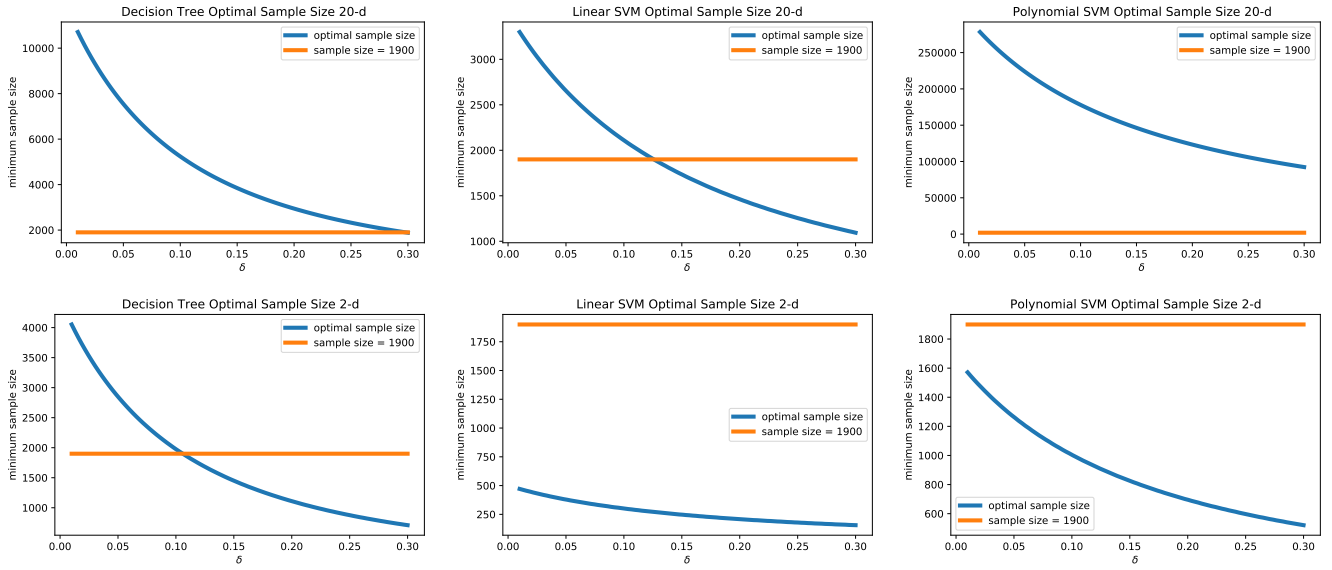 Decision Tree Optimal Sample Size 20-d
minimum sample size
10000
8000
6000
4000
2000
0.00 0.05 0.10 0.15 0.20 0.25 0.30
δ
optimal sample size
sample size = 1900
Linear SVM Optimal Sample Size 20-d
minimum sample size
3000
2500
2000
1500
1000
0.00 0.05 0.10 0.15 0.20 0.25 0.30
δ
optimal sample size
sample size = 1900
Polynomial SVM Optimal Sample Size 20-d
minimum sample size
250000
200000
150000
100000
50000
0
0.00 0.05 0.10 0.15 0.20 0.25 0.30
δ
optimal sample size
sample size = 1900
Decision Tree Optimal Sample Size 2-d
minimum sample size
4000
3500
3000
2500
2000
1500
1000
0.00 0.05 0.10 0.15 0.20 0.25 0.30
δ
optimal sample size
sample size = 1900
Linear SVM Optimal Sample Size 2-d
minimum sample size
1750
1500
1250
1000
750
500
250
0.00 0.05 0.10 0.15 0.20 0.25 0.30
δ
optimal sample size
sample size = 1900
Polynomial SVM Optimal Sample Size 2-d
minimum sample size
1800
1600
1400
1200
1000
800
600
0.00 0.05 0.10 0.15 0.20 0.25 0.30
δ
optimal sample size
sample size = 1900